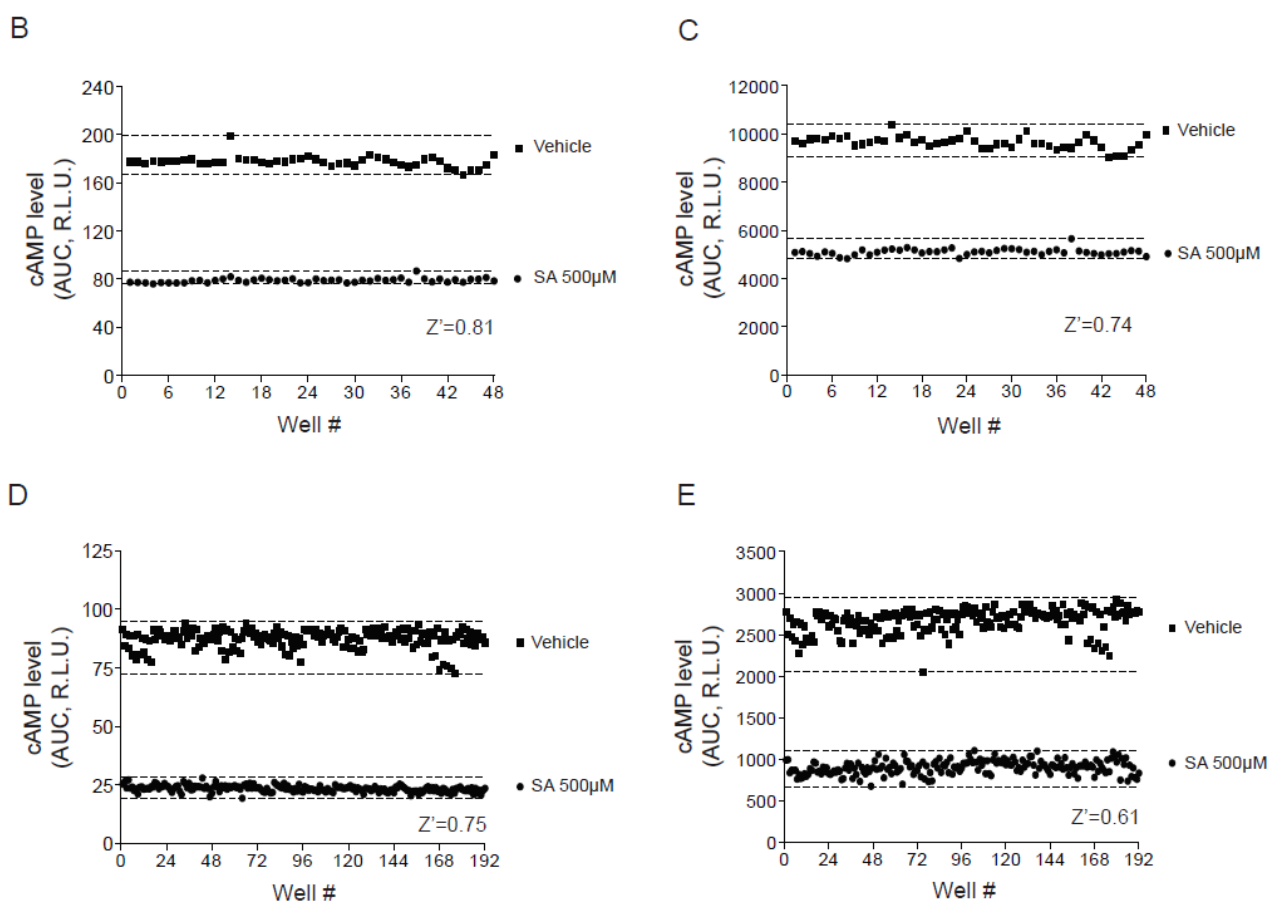 B
240
200
160
120
80
40
0
cAMP level
(AUC, R.L.U.)
Vehicle
SA 500µM
Z'=0.81
0 6 12 18 24 30 36 42 48
Well #
C
12000
10000
8000
6000
4000
2000
0
cAMP level
(AUC, R.L.U.)
Vehicle
SA 500µM
Z'=0.74
0 6 12 18 24 30 36 42 48
Well #
D
125
100
75
50
25
0
cAMP level
(AUC, R.L.U.)
Vehicle
SA 500µM
Z'=0.75
0 24 48 72 96 120 144 168 192
Well #
E
3500
3000
2500
2000
1500
1000
500
0
cAMP level
(AUC, R.L.U.)
Vehicle
SA 500µM
Z'=0.61
0 24 48 72 96 120 144 168 192
Well #